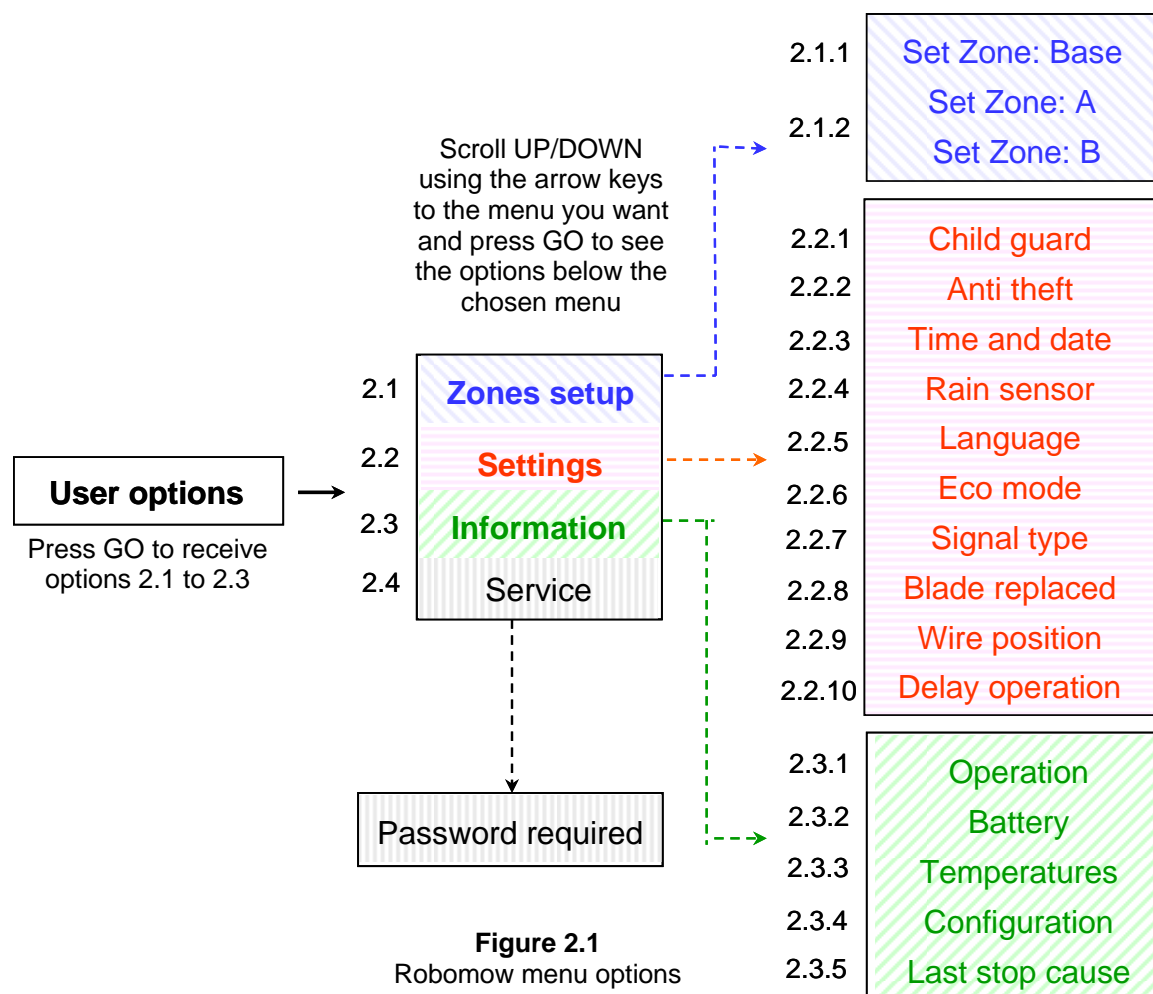 User options
Press GO to receive
options 2.1 to 2.3
Scroll UP/DOWN
using the arrow keys
to the menu you want
and press GO to see
the options below the
chosen menu
2.1 Zones setup
2.2 Settings
2.3 Information
2.4 Service
Password required
2.1.1 Set Zone: Base
Set Zone: A
2.1.2
Set Zone: B
2.2.1 Child guard
2.2.2 Anti theft
2.2.3 Time and date
2.2.4 Rain sensor
2.2.5 Language
2.2.6 Eco mode
2.2.7 Signal type
2.2.8 Blade replaced
2.2.9 Wire position
2.2.10 Delay operation
2.3.1 Operation
2.3.2 Battery
2.3.3 Temperatures
2.3.4 Configuration
2.3.5 Last stop cause
Figure 2.1
Robomow menu options